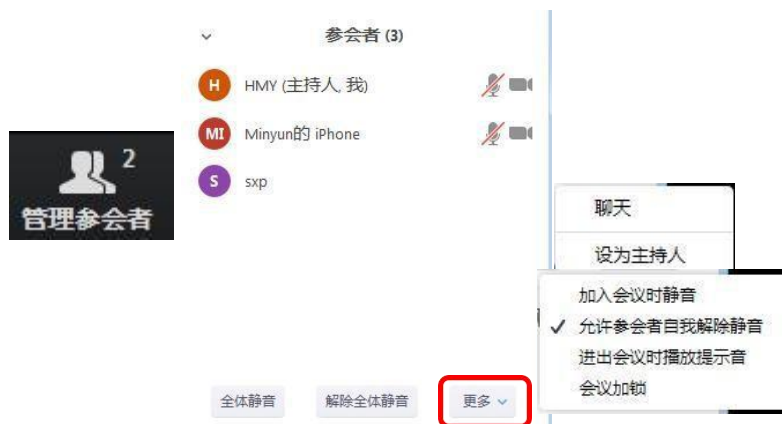 2
管理参会者
参会者 (3)
H HMY (主持人, 我)
MI Minyun的 iPhone
S sxp
全体静音 解除全体静音 更多
聊天
设为主持人
加入会议时静音
允许参会者自我解除静音
进出会议时播放提示音
会议加锁